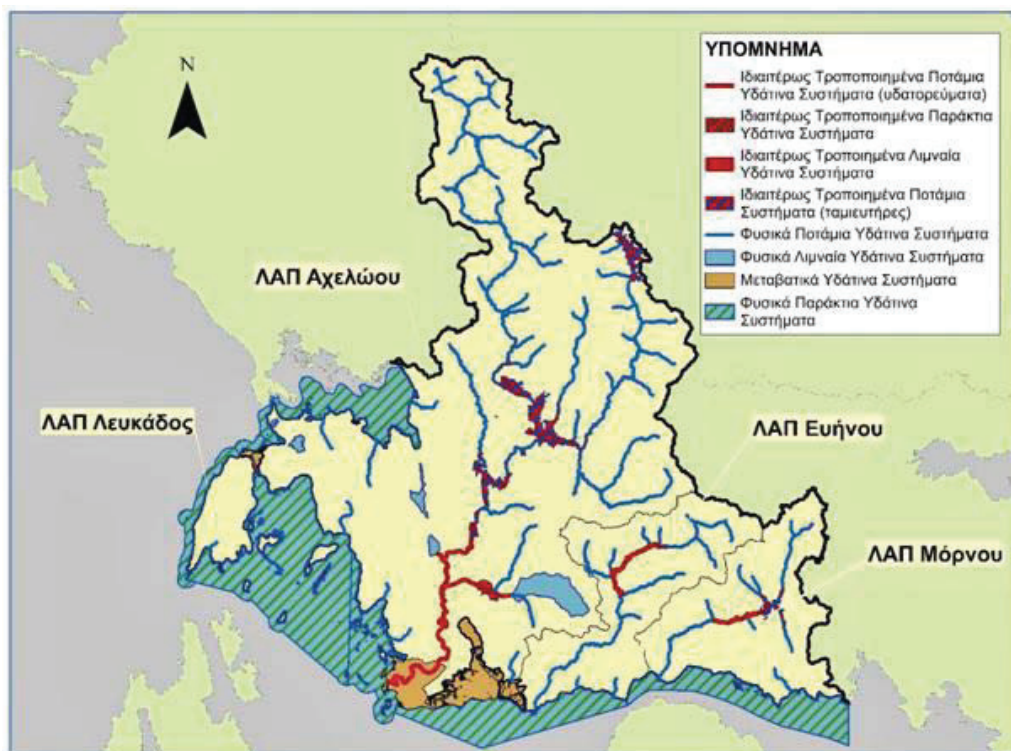 N
ΥΠΟΜΝΗΜΑ
Ιδιαιτέρως Τροποποιημένα Ποτάμια
Υδάτινα Συστήματα (υδατορεύματα)
Ιδιαιτέρως Τροποποιημένα Παράκτια
Υδάτινα Συστήματα
Ιδιαιτέρως Τροποιημένα Λιμναία
Υδάτινα Συστήματα
Ιδιαιτέρως Τροποποιημένα Ποτάμια
Συστήματα (ταμιευτήρες)
Φυσικά Ποτάμια Υδάτινα Συστήματα
Φυσικά Λιμναία Υδάτινα Συστήματα
Μεταβατικά Υδάτινα Συστήματα
Φυσικά Παράκτια Υδάτινα
Συστήματα
ΛΑΠ Αχελώου
ΛΑΠ Λευκάδος
ΛΑΠ Ευήνου
ΛΑΠ Μόρνου